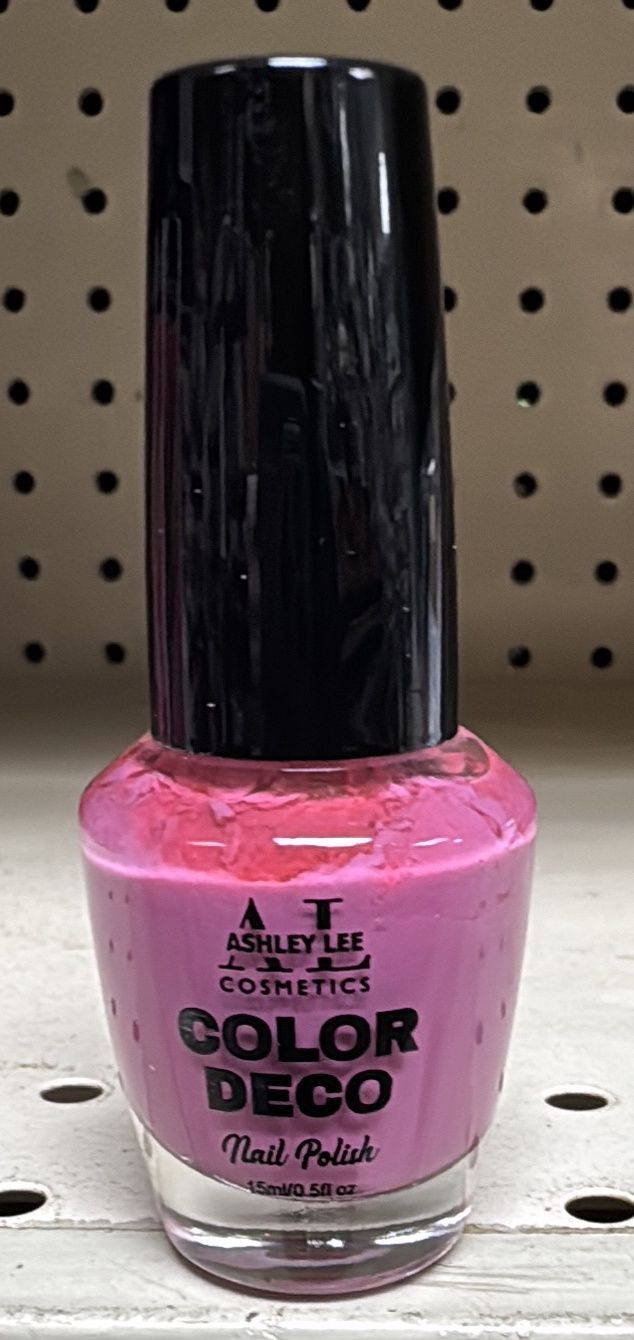 AL
ASHLEY LEE
COSMETICS
COLOR
DECO
Nail Polish
15ml/0.5fl oz